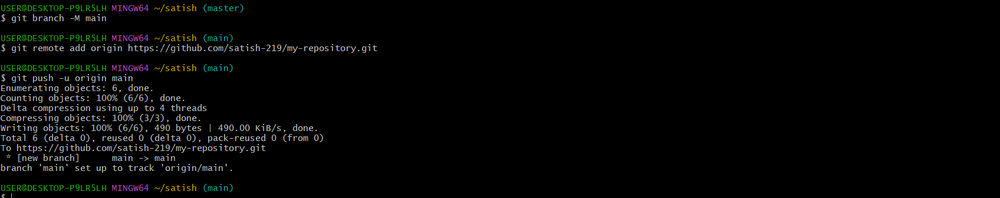 USER@DESKTOP-P9LR5LH MINGW64 ~/satish (master)
$ git branch -M main
USER@DESKTOP-P9LR5LH MINGW64 ~/satish (main)
$ git remote add origin https://github.com/satish-219/my-repository.git
USER@DESKTOP-P9LR5LH MINGW64 ~/satish (main)
$ git push -u origin main
Enumerating objects: 6, done.
Counting objects: 100% (6/6), done.
Delta compression using up to 4 threads
Compressing objects: 100% (3/3), done.
Writing objects: 100% (6/6), 490 bytes | 490.00 KiB/s, done.
Total 6 (delta 0), reused 0 (delta 0), pack-reused 0 (from 0)
To https://github.com/satish-219/my-repository.git
 * [new branch]      main -> main
branch 'main' set up to track 'origin/main'.
USER@DESKTOP-P9LR5LH MINGW64 ~/satish (main)
$